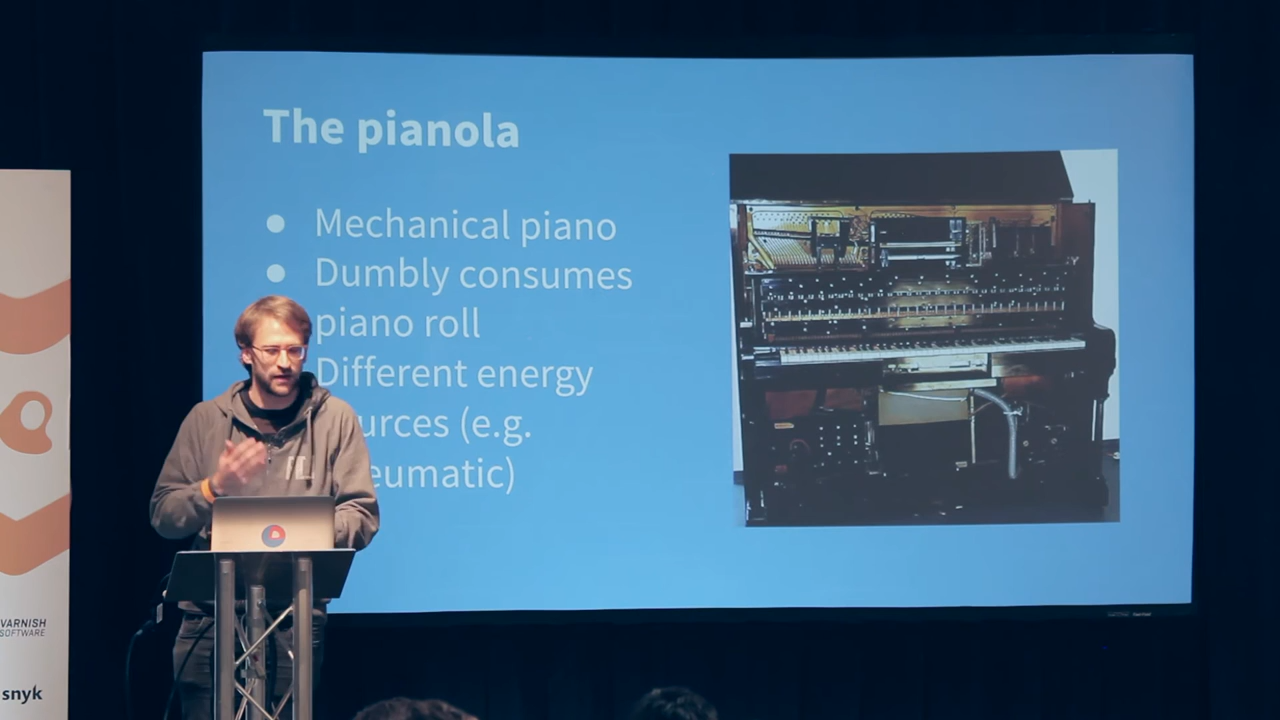 The pianola
● Mechanical piano
● Dumbly consumes
piano roll
Different energy
urces (e.g.
eumatic)
VARNISH
SOFTWARE
snyk